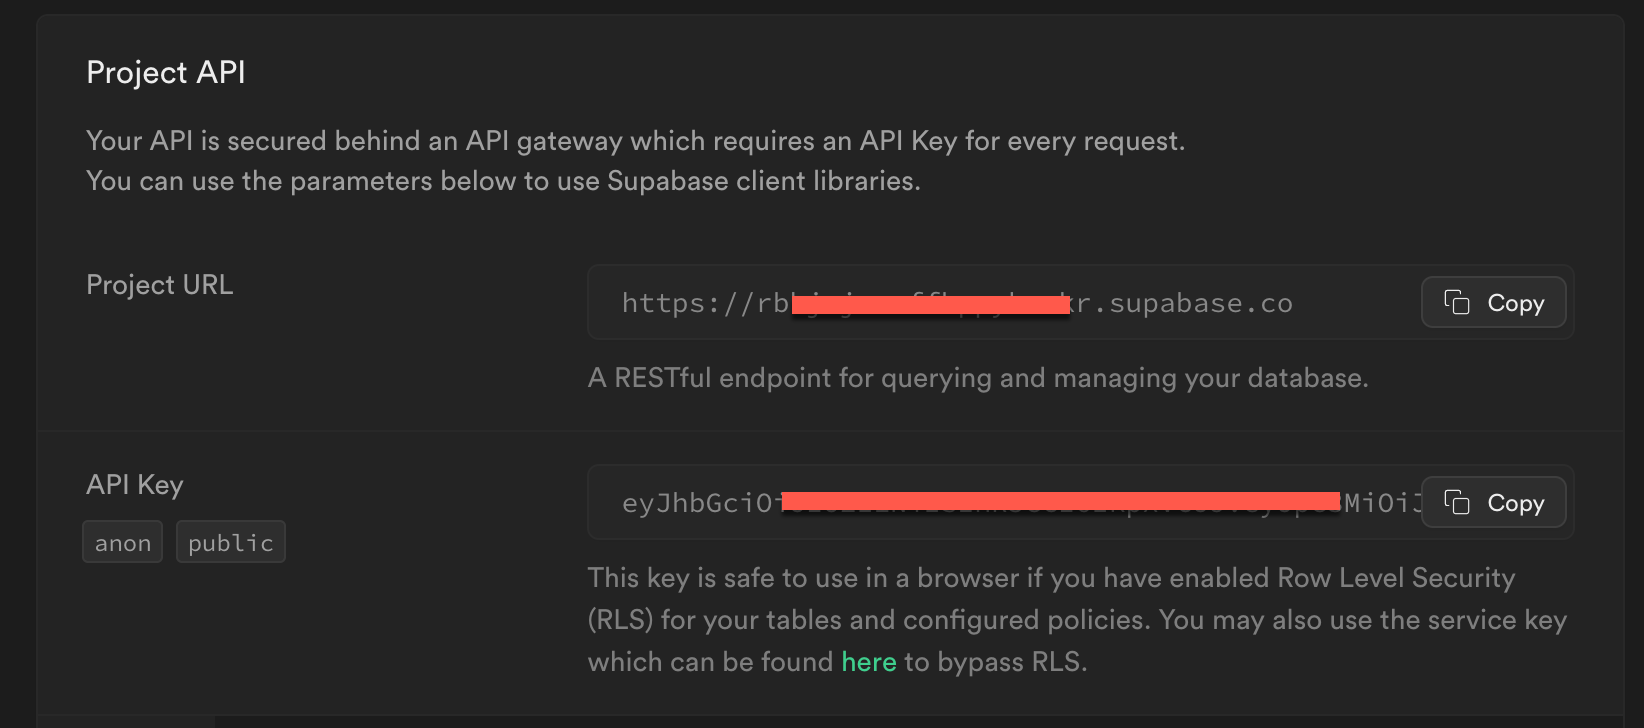 Project API
Your API is secured behind an API gateway which requires an API Key for every request.
You can use the parameters below to use Supabase client libraries.
Project URL
https://rb kr.supabase.co
Copy
A RESTful endpoint for querying and managing your database.
API Key
anon public
eyJhbGciOi MiOiJ
Copy
This key is safe to use in a browser if you have enabled Row Level Security
(RLS) for your tables and configured policies. You may also use the service key
which can be found here to bypass RLS.